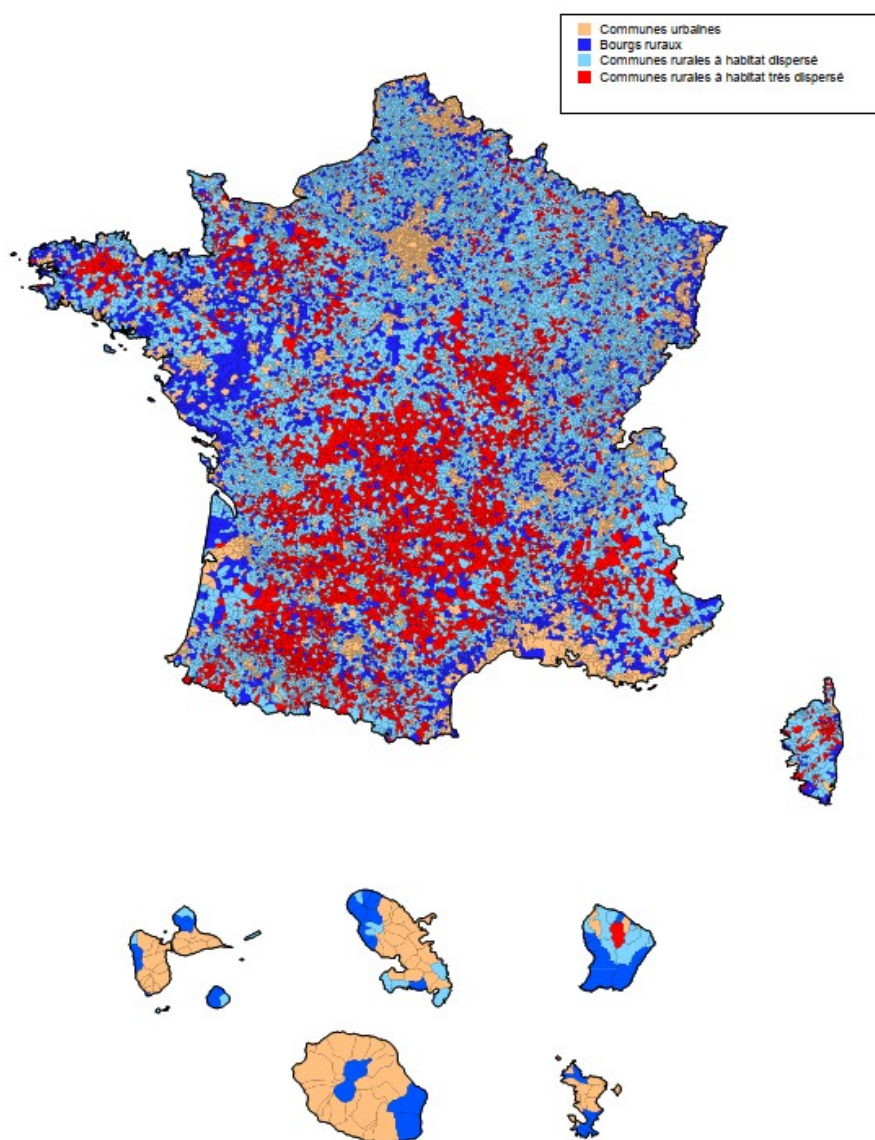 Communes urbaines
Bourgs ruraux
Communes rurales à habitat dispersé
Communes rurales à habitat très dispersé